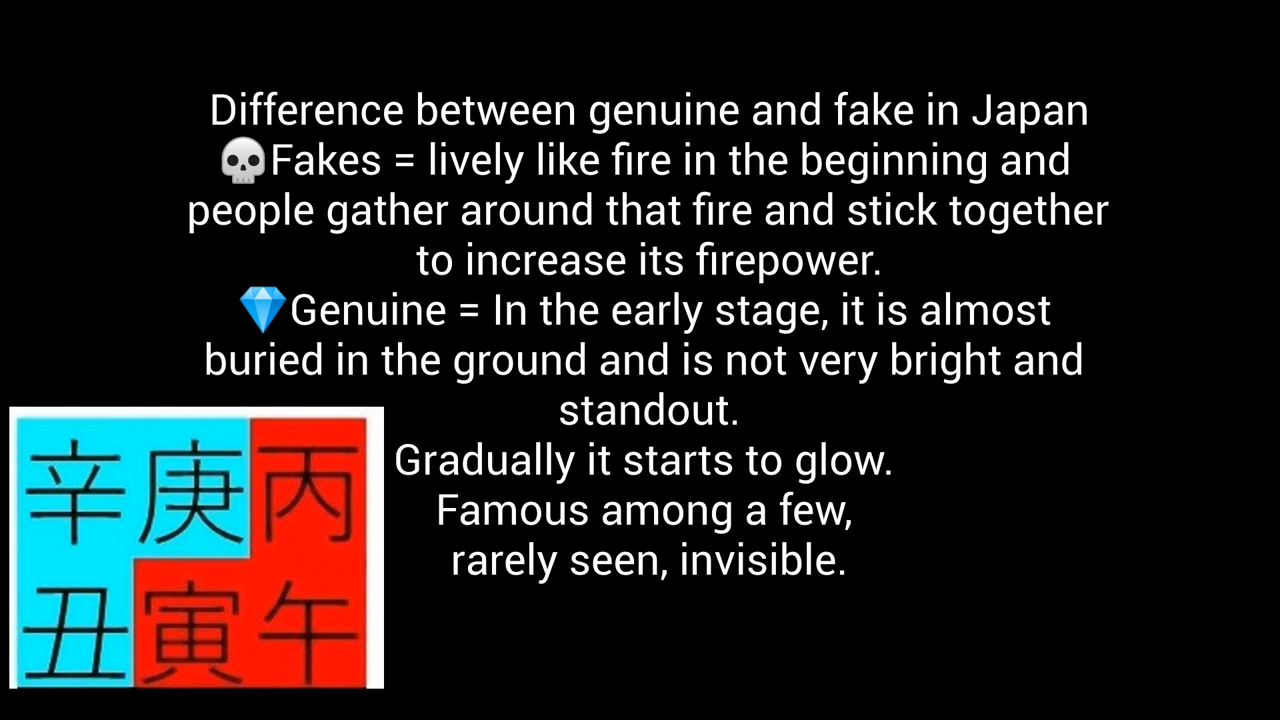 Difference between genuine and fake in Japan
💀Fakes = lively like fire in the beginning and
people gather around that fire and stick together
to increase its firepower.
💎Genuine = In the early stage, it is almost
buried in the ground and is not very bright and
standout.
Gradually it starts to glow.
Famous among a few,
rarely seen, invisible.
辛庚丙
丑寅午